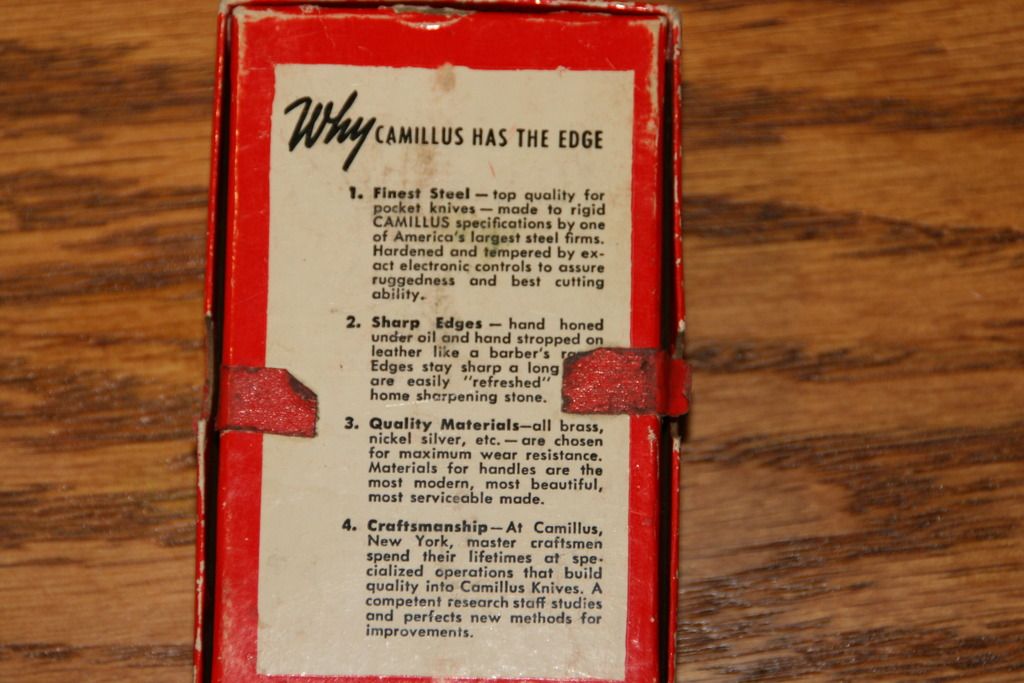 Why CAMILLUS HAS THE EDGE
1. Finest Steel — top quality for
pocket knives — made to rigid
CAMILLUS specifications by one
of America's largest steel firms.
Hardened and tempered by ex-
act electronic controls to assure
ruggedness and best cutting
ability.
2. Sharp Edges — hand honed
under oil and hand stropped on
leather like a barber's
Edges stay sharp a long
are easily "refreshed"
home sharpening stone.
3. Quality Materials—all brass,
nickel silver, etc. — are chosen
for maximum wear resistance.
Materials for handles are the
most modern, most beautiful,
most serviceable made.
4. Craftsmanship—At Camillus,
New York, master craftsmen
spend their lifetimes at spe-
cialized operations that build
quality into Camillus Knives. A
competent research staff studies
and perfects new methods for
improvements.